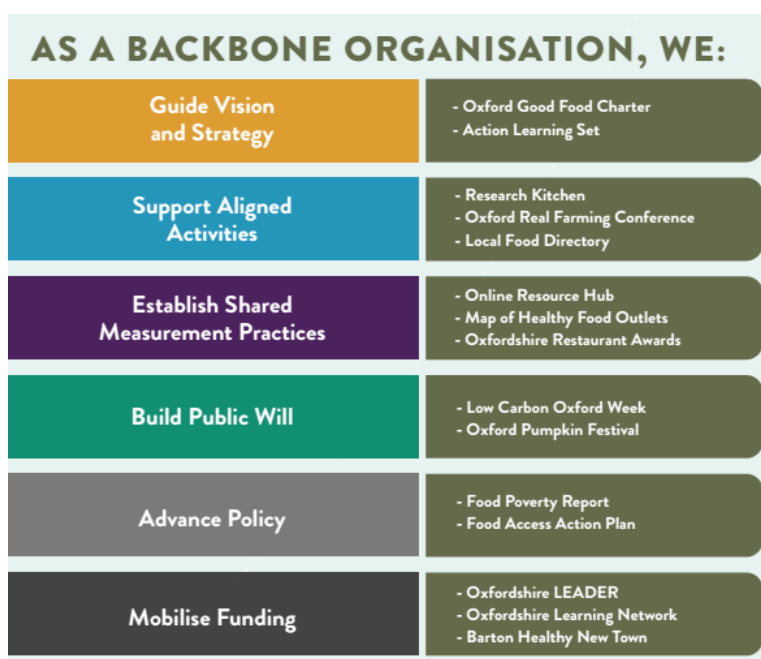 AS A BACKBONE ORGANISATION, WE:
Guide Vision
and Strategy
- Oxford Good Food Charter
- Action Learning Set
Support Aligned
Activities
- Research Kitchen
- Oxford Real Farming Conference
- Local Food Directory
Establish Shared
Measurement Practices
- Online Resource Hub
- Map of Healthy Food Outlets
- Oxfordshire Restaurant Awards
Build Public Will
- Low Carbon Oxford Week
- Oxford Pumpkin Festival
Advance Policy
- Food Poverty Report
- Food Access Action Plan
Mobilise Funding
- Oxfordshire LEADER
- Oxfordshire Learning Network
- Barton Healthy New Town